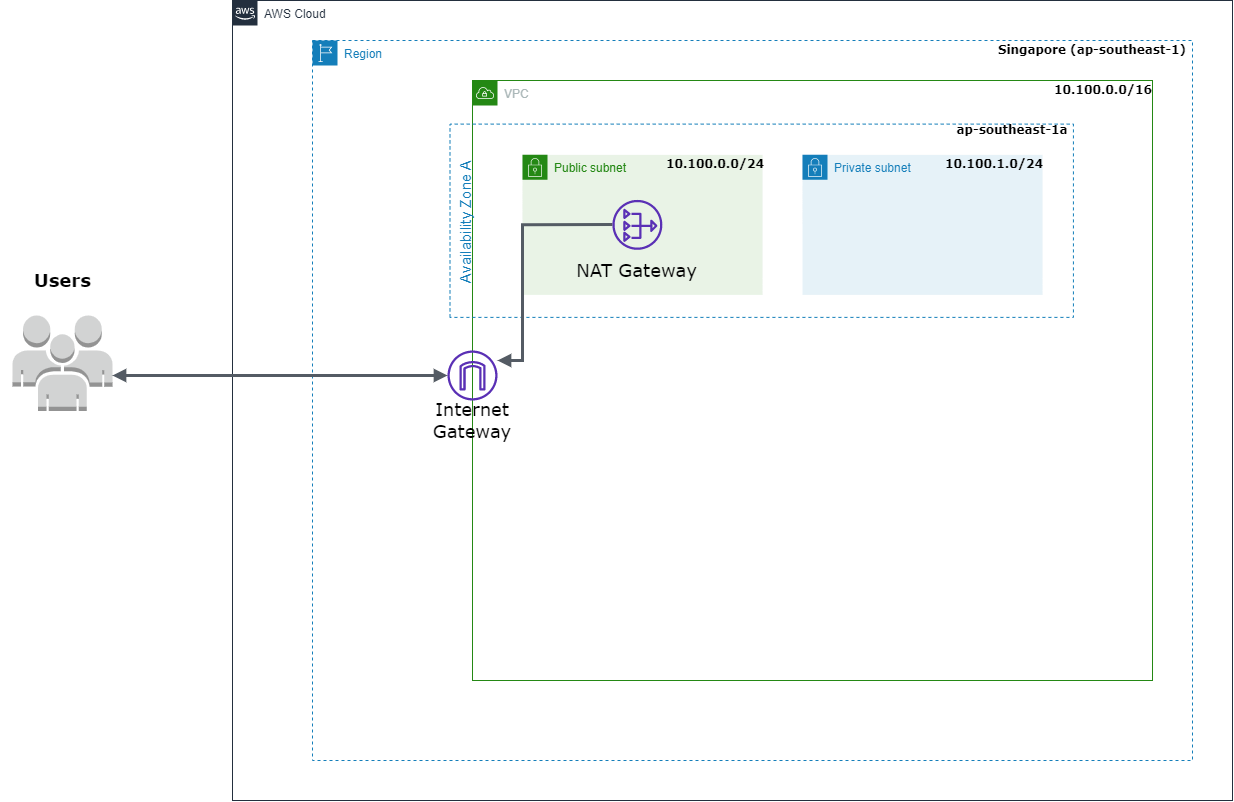 aws
AWS Cloud
Region
Singapore (ap-southeast-1)
VPC
10.100.0.0/16
ap-southeast-1a
Availability Zone A
Public subnet
10.100.0.0/24
Private subnet
10.100.1.0/24
NAT Gateway
Users
Internet
Gateway